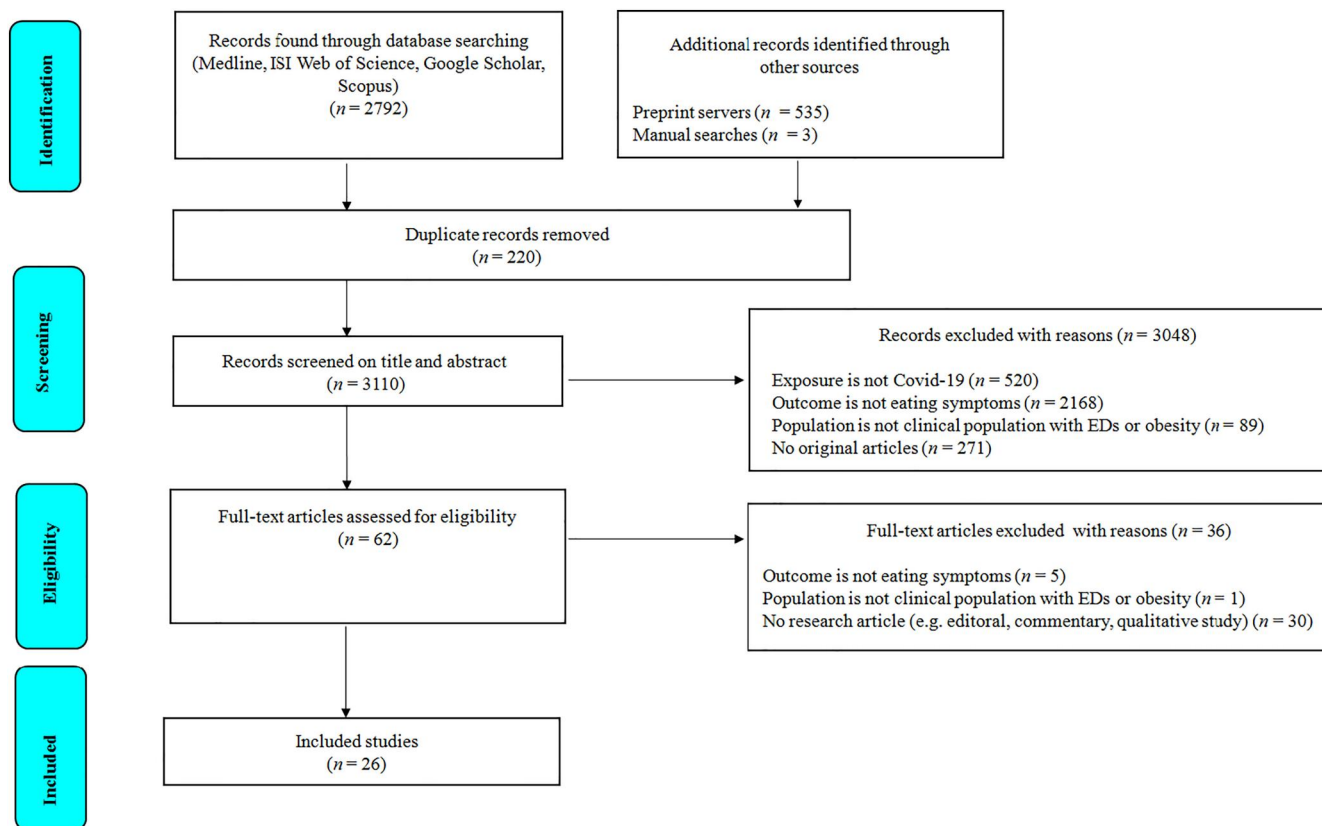 Identification
Records found through database searching
(Medline, ISI Web of Science, Google Scholar,
Scopus)
(n = 2792)
Additional records identified through
other sources
Preprint servers (n = 535)
Manual searches (n = 3)
Duplicate records removed
(n = 220)
Screening
Records screened on title and abstract
(n = 3110)
Records excluded with reasons (n = 3048)
Exposure is not Covid-19 (n = 520)
Outcome is not eating symptoms (n = 2168)
Population is not clinical population with EDs or obesity (n = 89)
No original articles (n = 271)
Eligibility
Full-text articles assessed for eligibility
(n = 62)
Full-text articles excluded with reasons (n = 36)
Outcome is not eating symptoms (n = 5)
Population is not clinical population with EDs or obesity (n = 1)
No research article (e.g. editoral, commentary, qualitative study) (n = 30)
Included
Included studies
(n = 26)